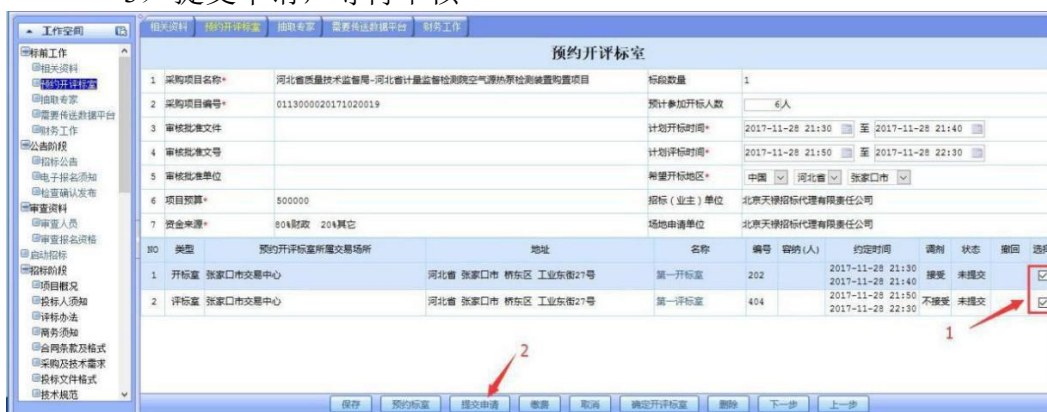 工作空间
标前工作
相关资料
预约开评标室
抽取专家
需要传送数据平台
财务工作
公告阶段
招标公告
电子报名须知
检查确认发布
审查资料
审查人员
审查报名资格
启动招标
招标阶段
项目概况
投标人须知
评标办法
商务须知
合同条款及格式
采购及技术需求
投标文件格式
技术规范
相关资料 预约开评标室 抽取专家 需要传送数据平台 财务工作
预约开评标室
1 采购项目名称* 河北省质量技术监督局-河北省计量监督检测院空气源热泵检测装置购置项目 标段数量 1
2 采购项目编号* 0113000020171020019 预计参加开标人数 6人
3 审核批准文件 计划开标时间* 2017-11-28 21:30 至 2017-11-28 21:40
4 审核批准文号 计划评标时间* 2017-11-28 21:50 至 2017-11-28 22:30
5 审核批准单位 希望开标地区* 中国 河北省 张家口市
6 项目预算* 500000 招标(业主)单位 北京天禄招标代理有限责任公司
7 资金来源* 80%财政 20%其它 场地申请单位 北京天禄招标代理有限责任公司
NO 类型 预约开评标室所属交易场所 地址 名称 编号 容纳(人) 约定时间 调剂 状态 撤回 选择
1 开标室 张家口市交易中心 河北省 张家口市 桥东区 工业东街27号 第一开标室 202 2017-11-28 21:30 2017-11-28 21:40 接受 未提交
2 评标室 张家口市交易中心 河北省 张家口市 桥东区 工业东街27号 第一评标室 404 2017-11-28 21:50 2017-11-28 22:30 不接受 未提交
1
2
保存 预约标室 提交申请 缴费 取消 确定开评标室 删除 下一步 上一步